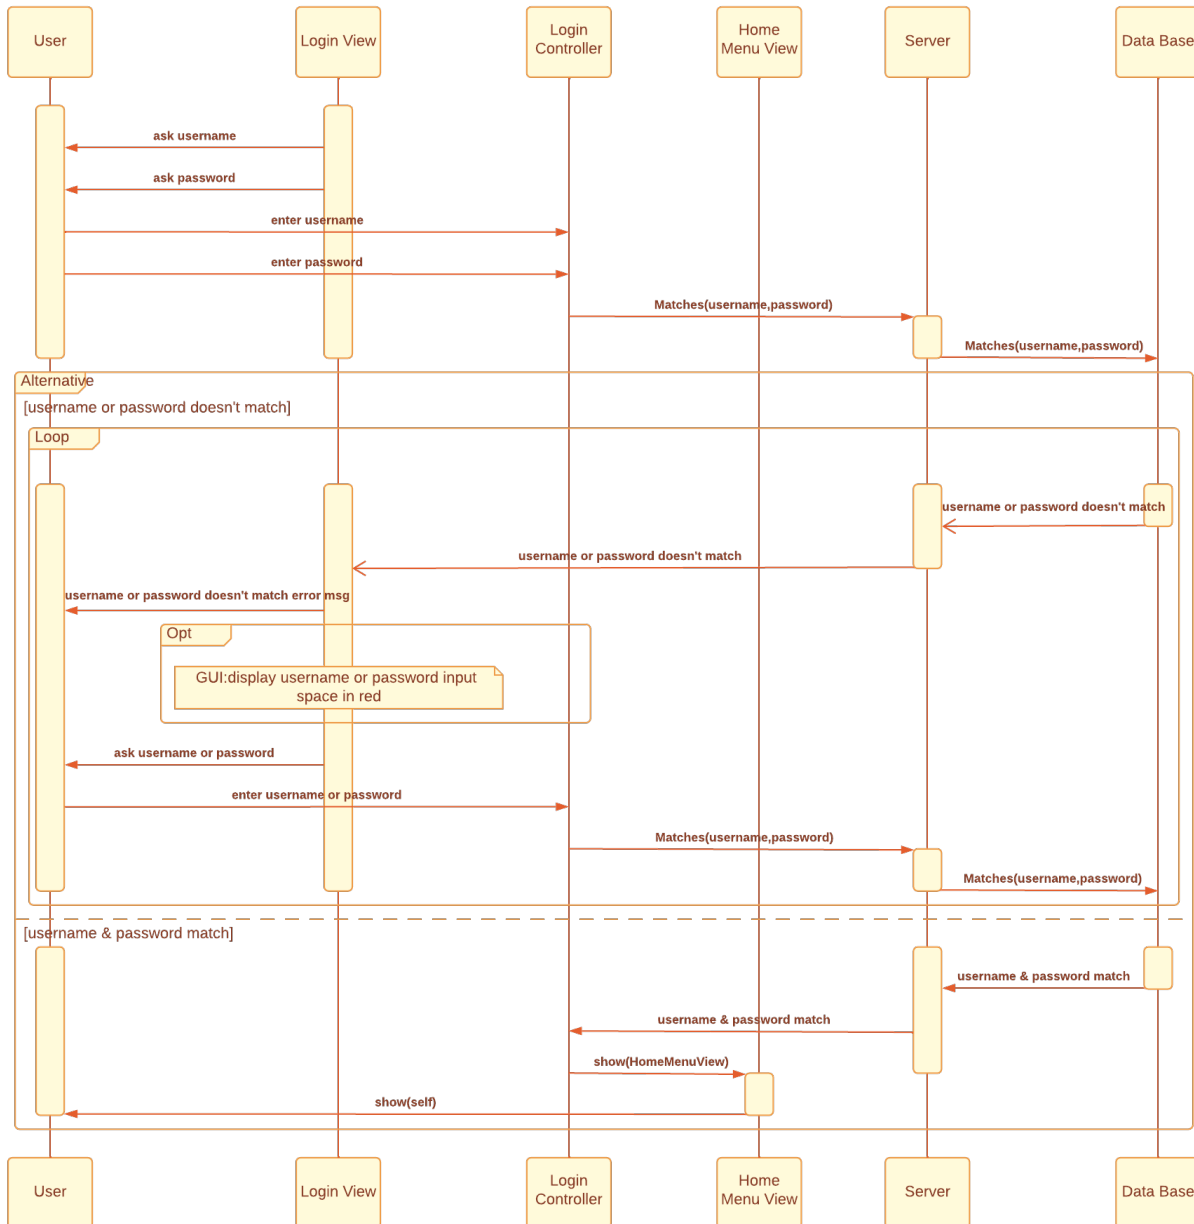 User
Login View
Login
Controller
Home
Menu View
Server
Data Base
ask username
ask password
enter username
enter password
Matches(username,password)
Matches(username,password)
Alternative
[username or password doesn't match]
Loop
username or password doesn't match
username or password doesn't match
username or password doesn't match error msg
Opt
GUI:display username or password input
space in red
ask username or password
enter username or password
Matches(username,password)
Matches(username,password)
[username & password match]
username & password match
username & password match
show(HomeMenuView)
show(self)
User
Login View
Login
Controller
Home
Menu View
Server
Data Base